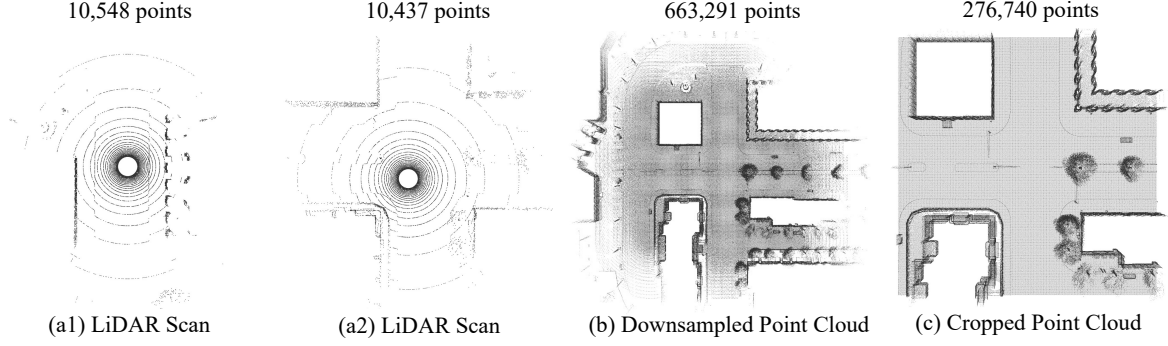 10,548 points
10,437 points
663,291 points
276,740 points
(a1) LiDAR Scan
(a2) LiDAR Scan
(b) Downsampled Point Cloud
(c) Cropped Point Cloud